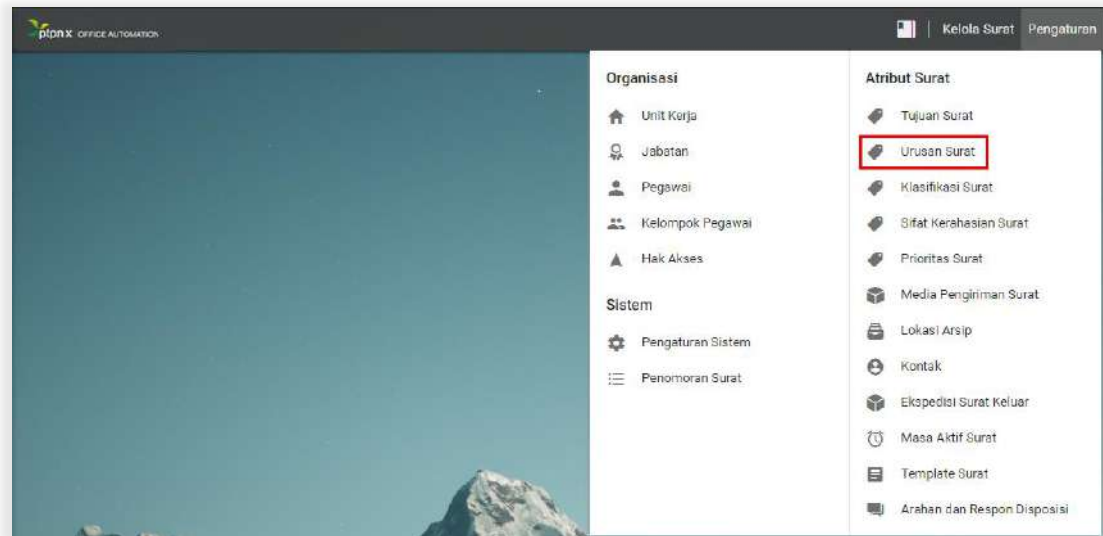 ptpn x OFFICE AUTOMATION
Kelola Surat
Pengaturan
Organisasi
Unit Kerja
Jabatan
Pegawai
Kelompok Pegawai
Hak Akses
Sistem
Pengaturan Sistem
Penomoran Surat
Atribut Surat
Tujuan Surat
Urusan Surat
Klasifikasi Surat
Sifat Kerahasian Surat
Prioritas Surat
Media Pengiriman Surat
Lokasi Arsip
Kontak
Ekspedisi Surat Keluar
Masa Aktif Surat
Template Surat
Arahan dan Respon Disposisi